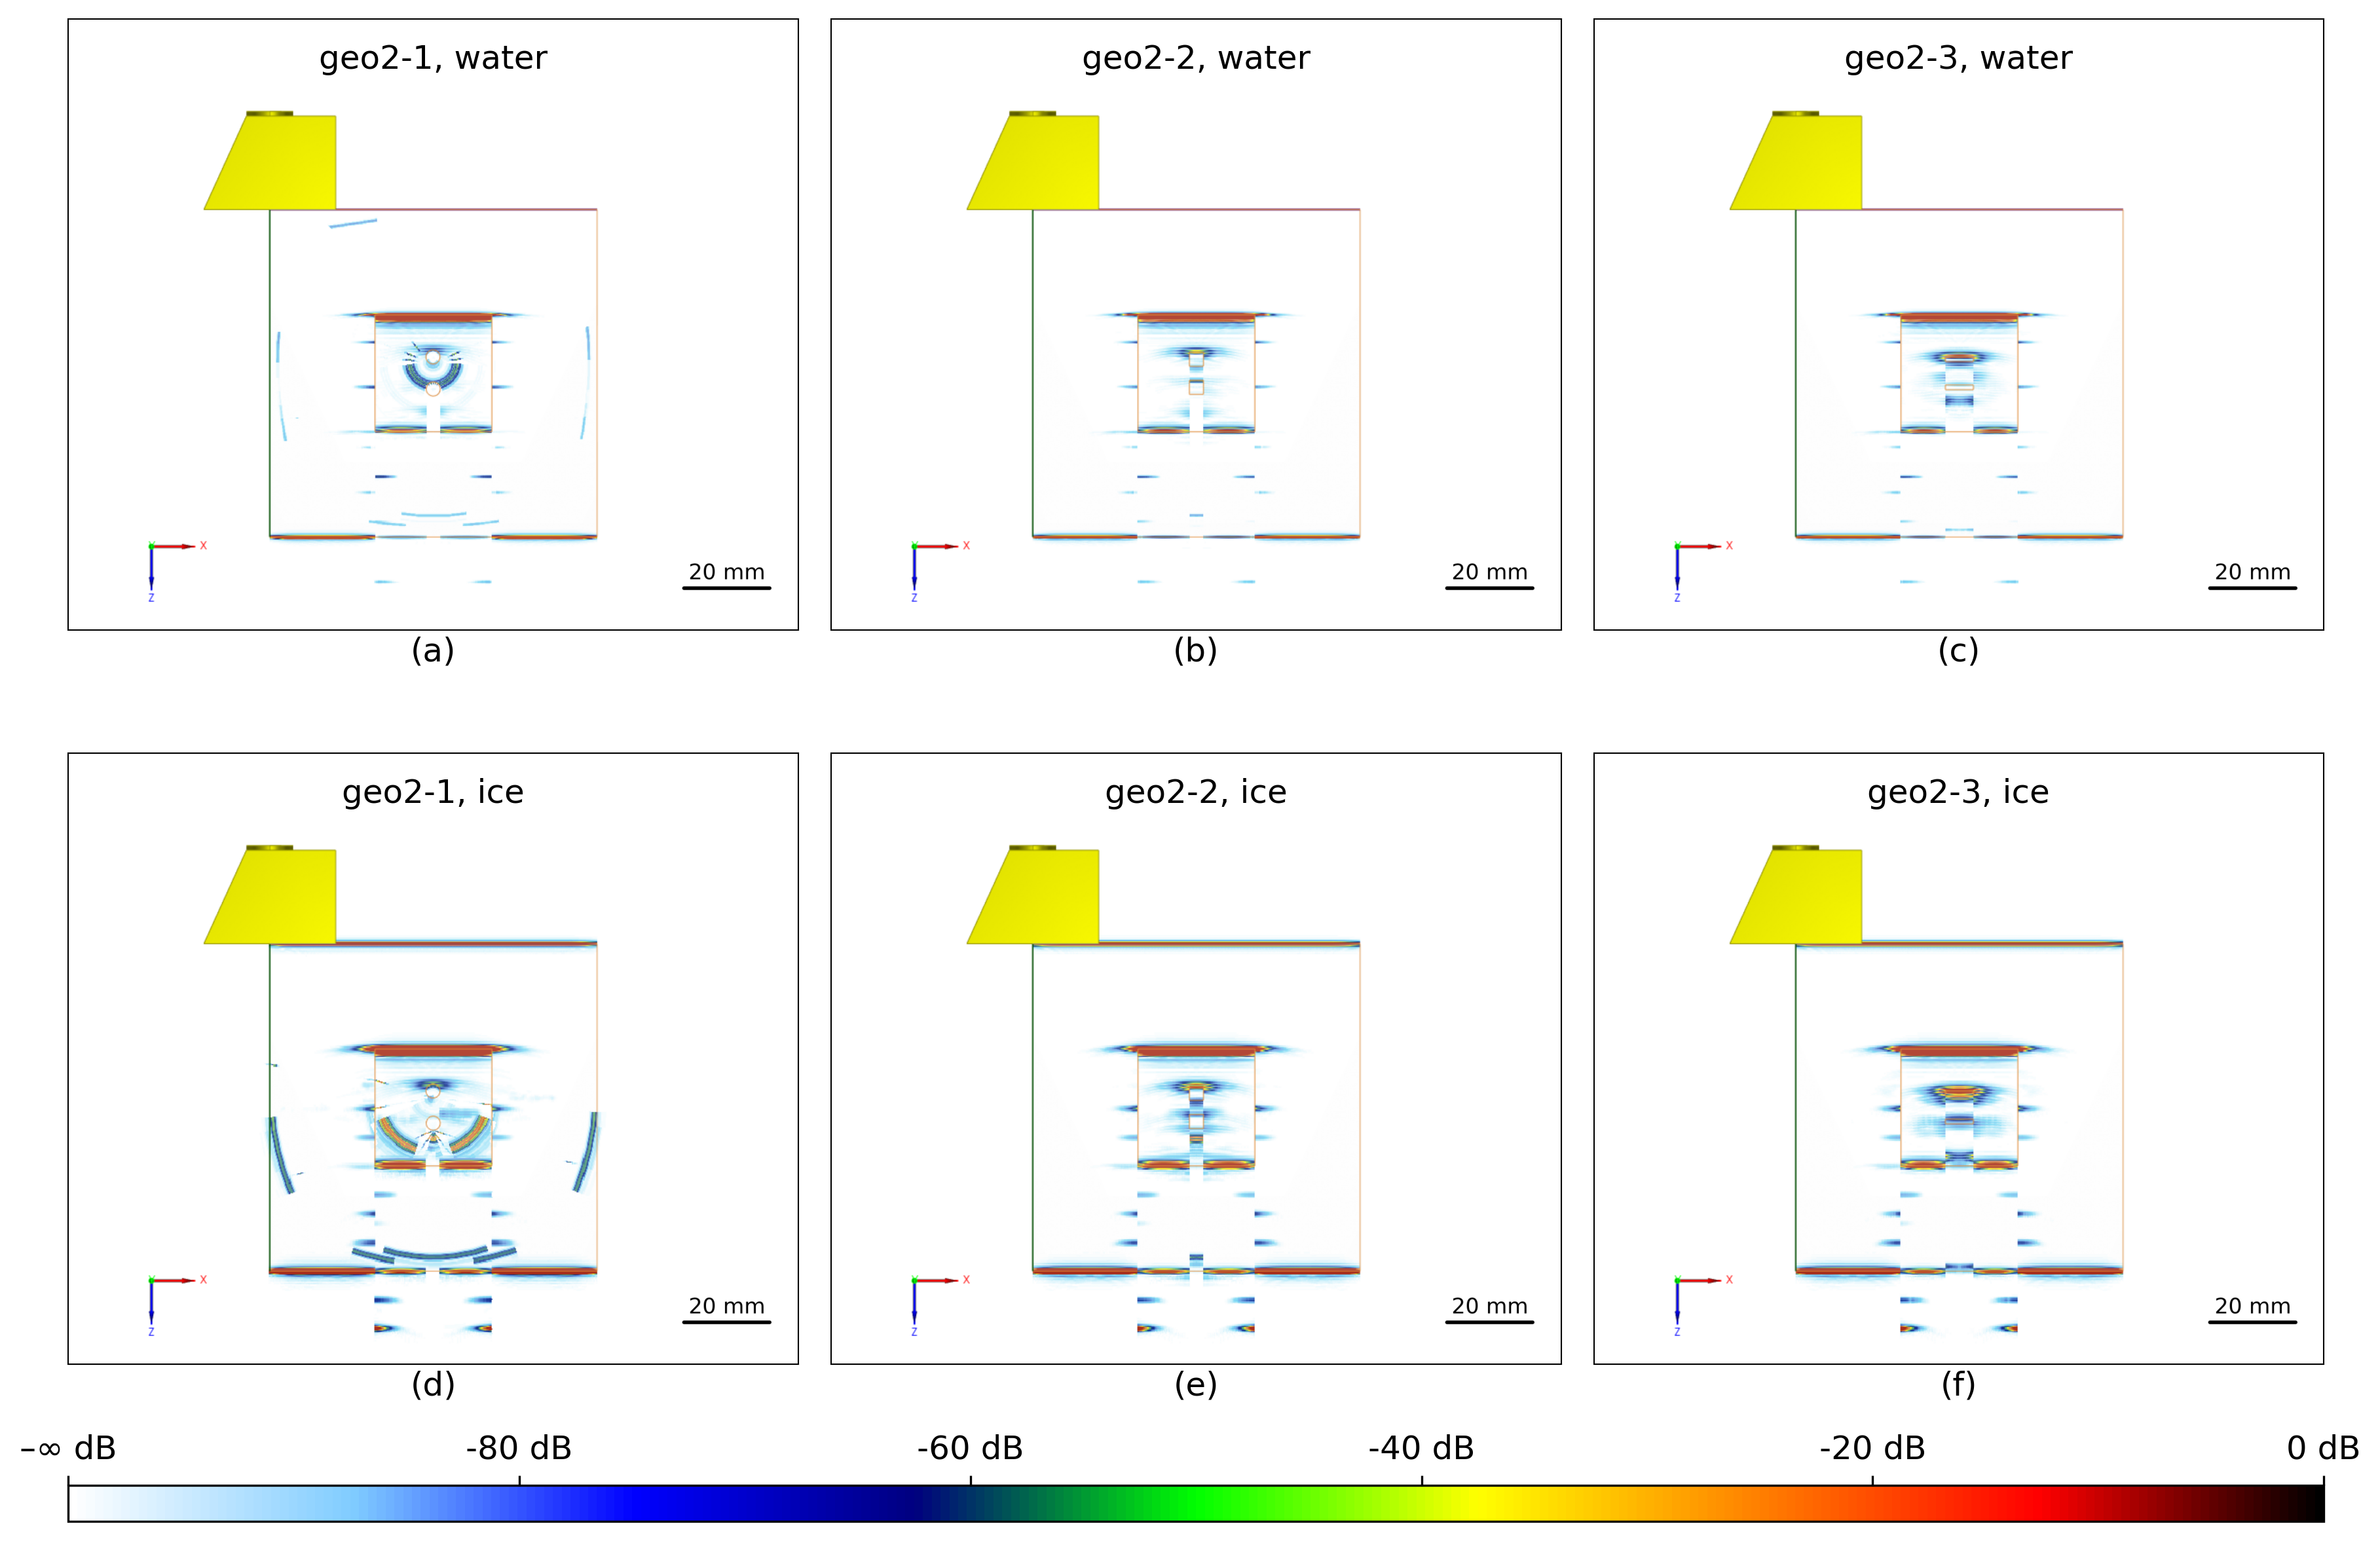 geo2-1, water
geo2-2, water
geo2-3, water
X
Z
20 mm
X
Z
20 mm
X
Z
20 mm
(a)
(b)
(c)
geo2-1, ice
geo2-2, ice
geo2-3, ice
X
Z
20 mm
X
Z
20 mm
X
Z
20 mm
(d)
(e)
(f)
–∞ dB
-80 dB
-60 dB
-40 dB
-20 dB
0 dB